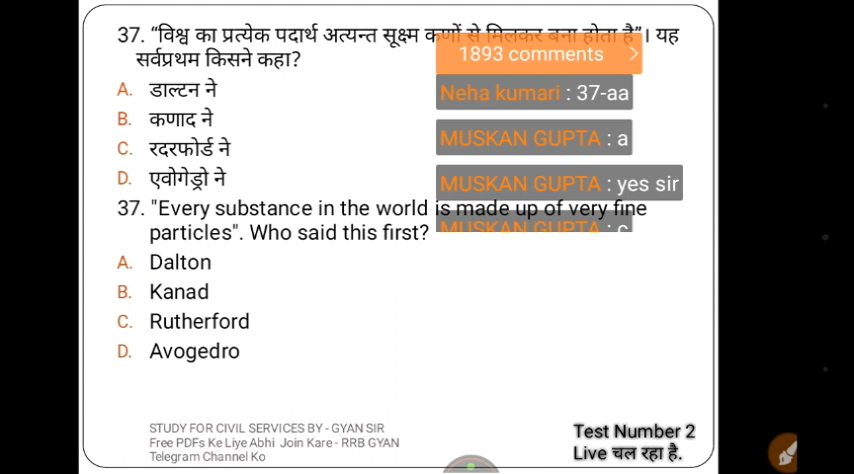 37. “विश्व का प्रत्येक पदार्थ अत्यन्त सूक्ष्म कणों से मिलकर बना होता है”। यह
सर्वप्रथम किसने कहा?
1893 comments >
A. डाल्टन ने
Neha kumari : 37-aa
B. कणाद ने
MUSKAN GUPTA : a
C. रदरफोर्ड ने
D. एवोगेड्रो ने
MUSKAN GUPTA : yes sir
37. "Every substance in the world is made up of very fine
particles". Who said this first?
MUSKAN GUPTA : c
A. Dalton
B. Kanad
C. Rutherford
D. Avogedro
STUDY FOR CIVIL SERVICES BY - GYAN SIR
Free PDFs Ke Liye Abhi Join Kare - RRB GYAN
Telegram Channel Ko
Test Number 2
Live चल रहा है.